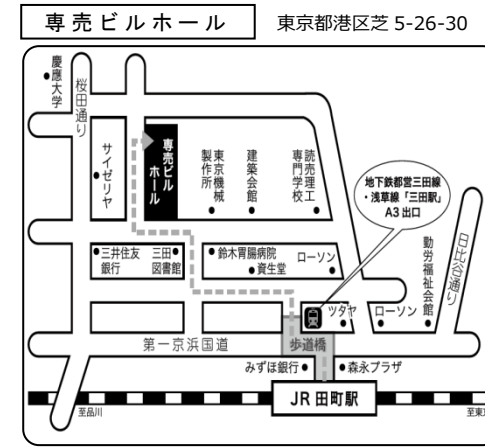 専売ビルホール
東京都港区芝 5-26-30
慶應大学
桜田通り
サイゼリヤ
専売ビル
ホール
東京機械
製作所
建築会館
読売理工
専門学校
地下鉄都営三田線
・浅草線「三田駅」
A3 出口
三井住友
銀行
三田
図書館
鈴木胃腸病院
資生堂
ローソン
ツタヤ
ローソン
勤労福祉会館
日比谷通り
第一京浜国道
歩道橋
みずほ銀行
森永プラザ
JR 田町駅
至品川